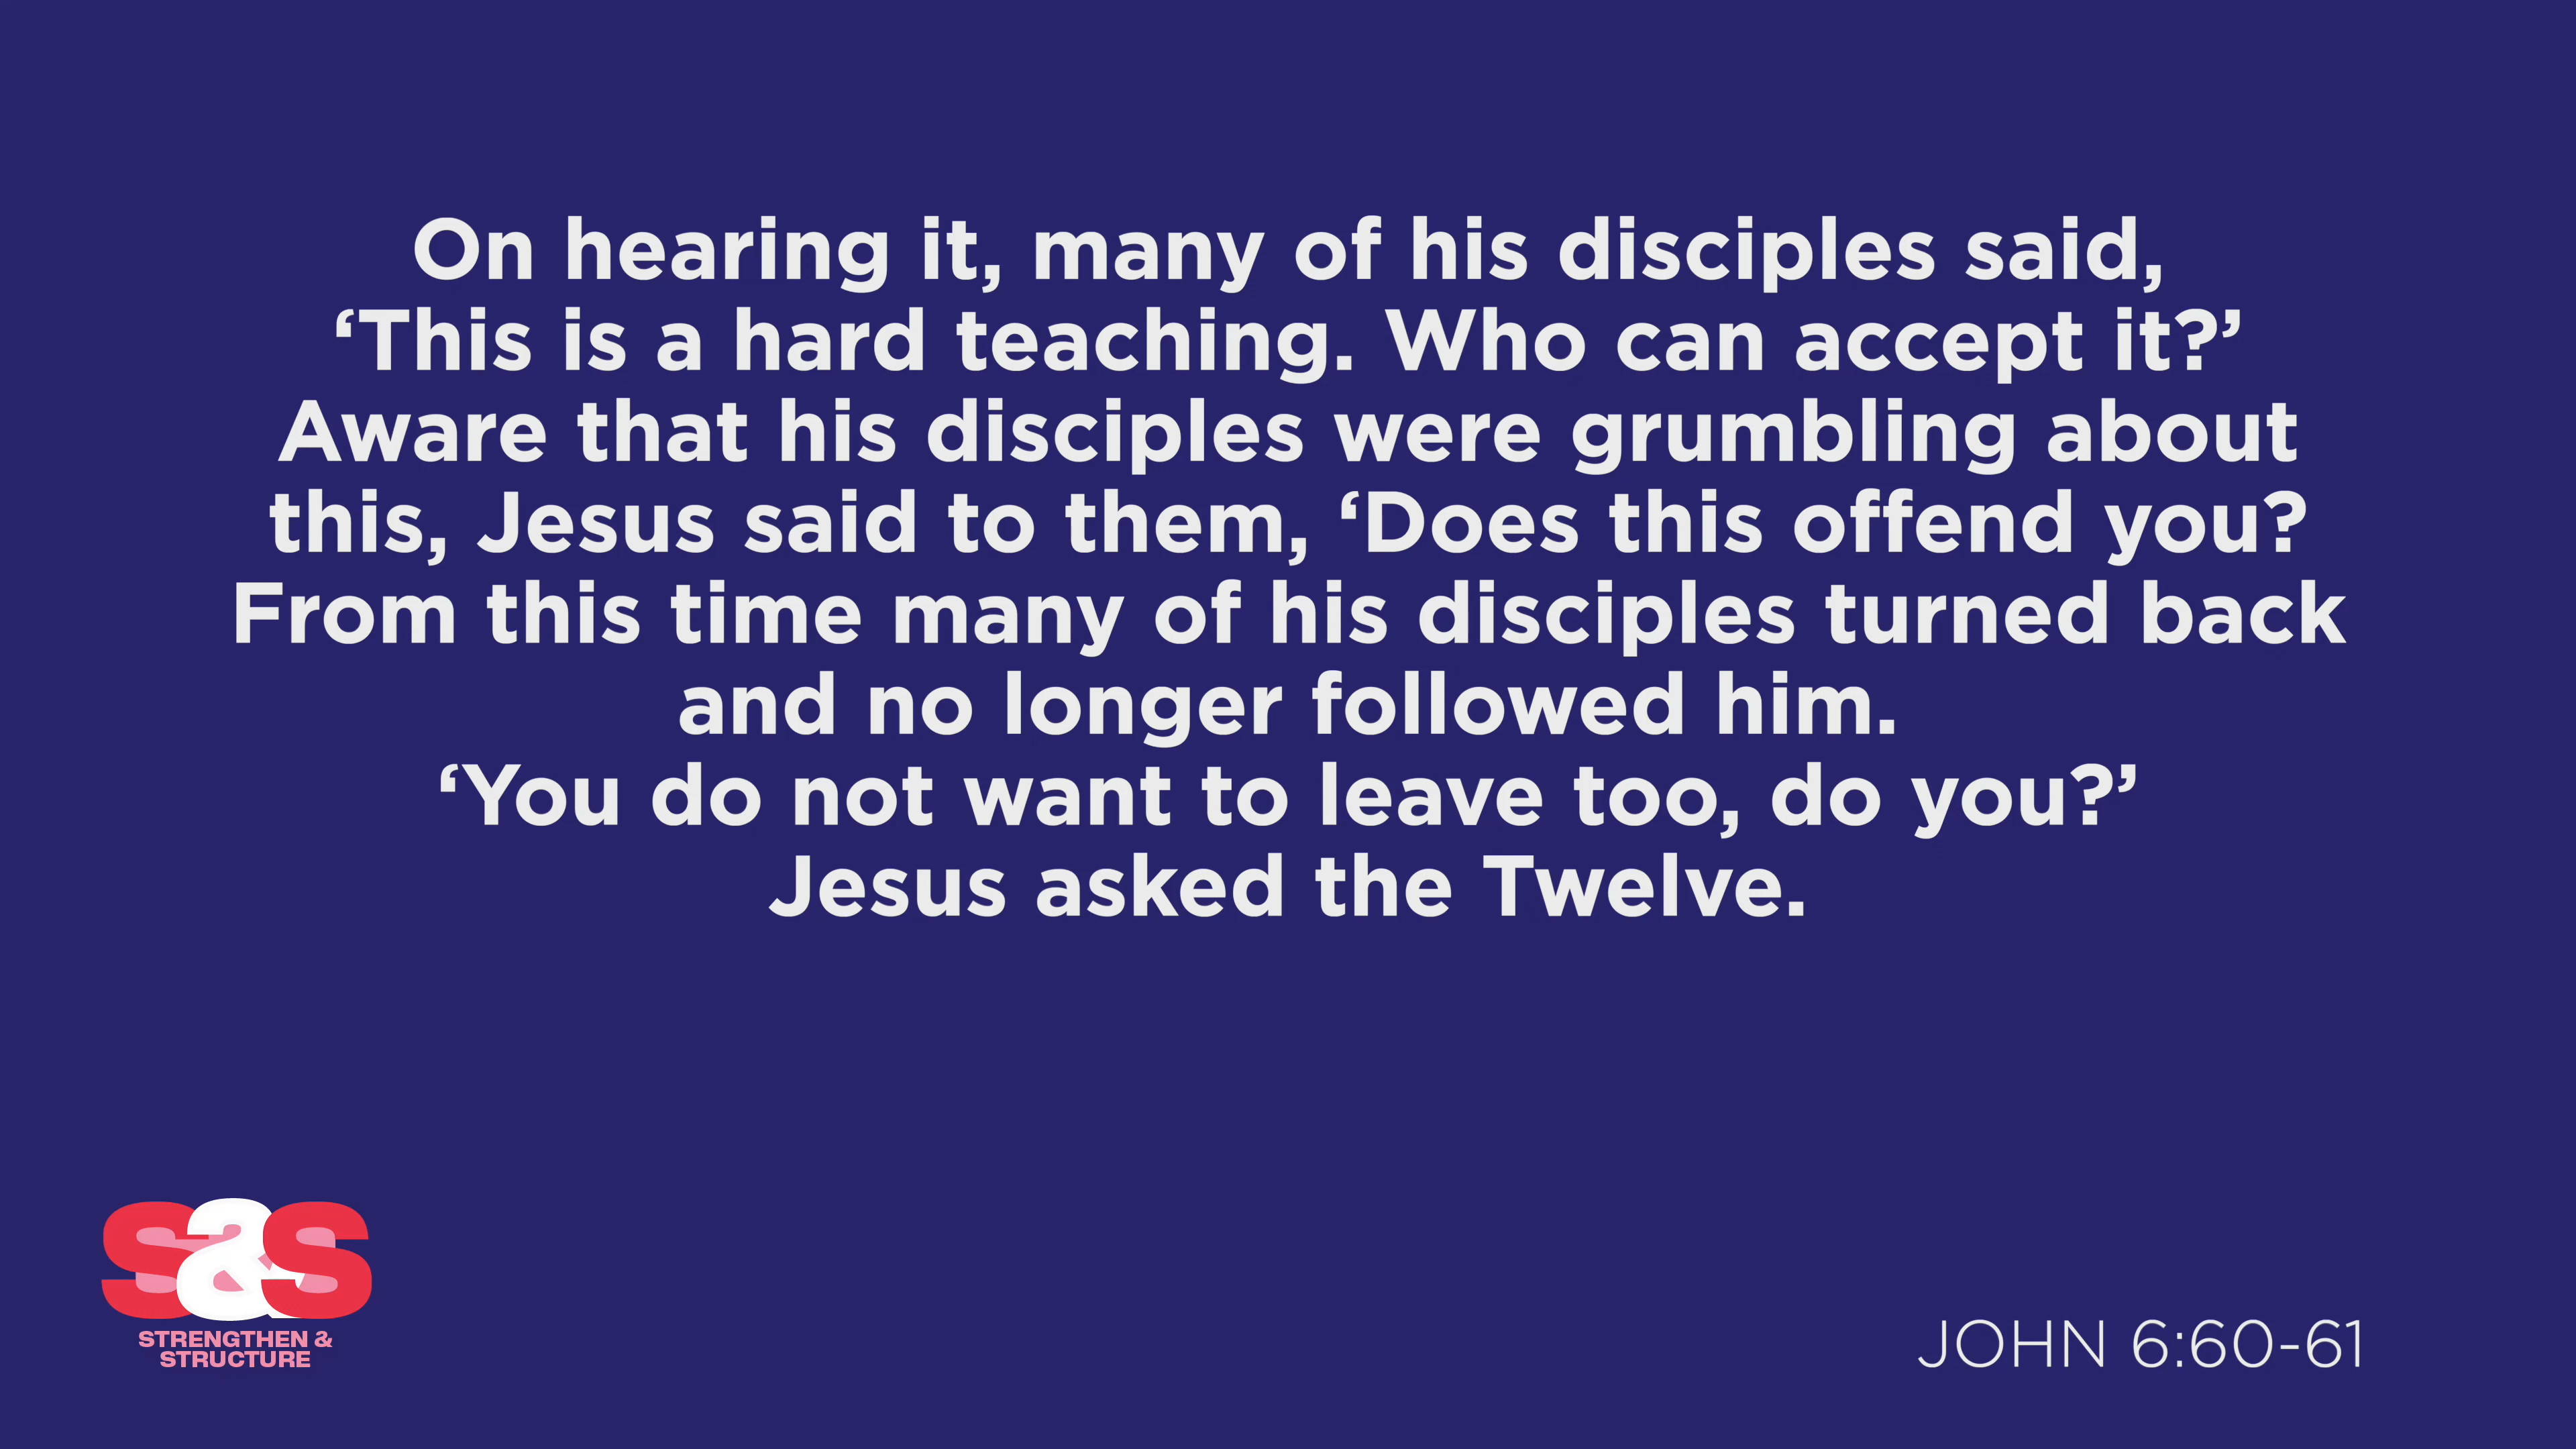 On hearing it, many of his disciples said,
‘This is a hard teaching. Who can accept it?’
Aware that his disciples were grumbling about
this, Jesus said to them, ‘Does this offend you?
From this time many of his disciples turned back
and no longer followed him.
‘You do not want to leave too, do you?’
Jesus asked the Twelve.
s&s
STRENGTHEN &
STRUCTURE
JOHN 6:60-61